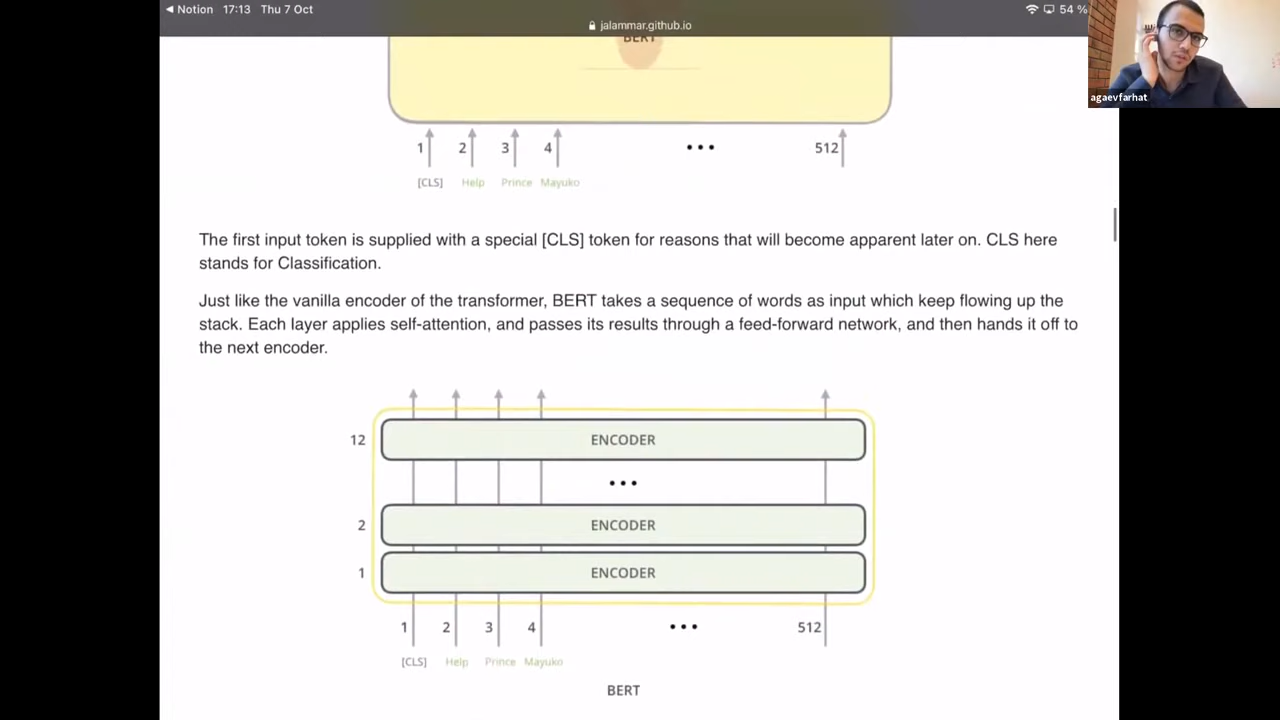 ◀ Notion 17:13 Thu 7 Oct 54 %
jalammar.github.io
agaevfarhat
BERT
1 2 3 4 ••• 512
[CLS] Help Prince Mayuko
The first input token is supplied with a special [CLS] token for reasons that will become apparent later on. CLS here
stands for Classification.
Just like the vanilla encoder of the transformer, BERT takes a sequence of words as input which keep flowing up the
stack. Each layer applies self-attention, and passes its results through a feed-forward network, and then hands it off to
the next encoder.
12 ENCODER
•••
2 ENCODER
1 ENCODER
1 2 3 4 ••• 512
[CLS] Help Prince Mayuko
BERT